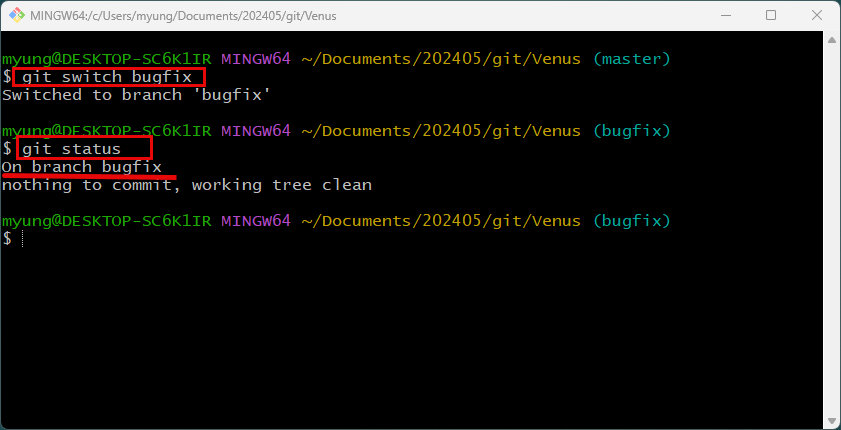 MINGW64:/c/Users/myung/Documents/202405/git/Venus
myung@DESKTOP-SC6K1IR MINGW64 ~/Documents/202405/git/Venus (master)
$ git switch bugfix
Switched to branch 'bugfix'
myung@DESKTOP-SC6K1IR MINGW64 ~/Documents/202405/git/Venus (bugfix)
$ git status
On branch bugfix
nothing to commit, working tree clean
myung@DESKTOP-SC6K1IR MINGW64 ~/Documents/202405/git/Venus (bugfix)
$